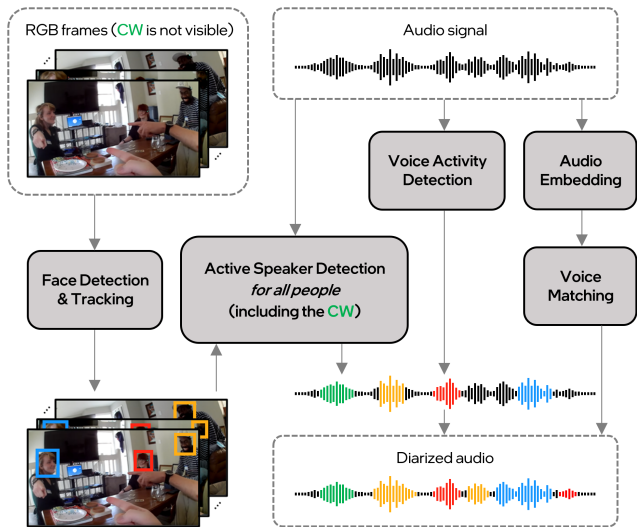 RGB frames (CW is not visible)
Audio signal
Voice Activity
Detection
Audio
Embedding
Face Detection
& Tracking
Active Speaker Detection
for all people
(including the CW)
Voice
Matching
Diarized audio